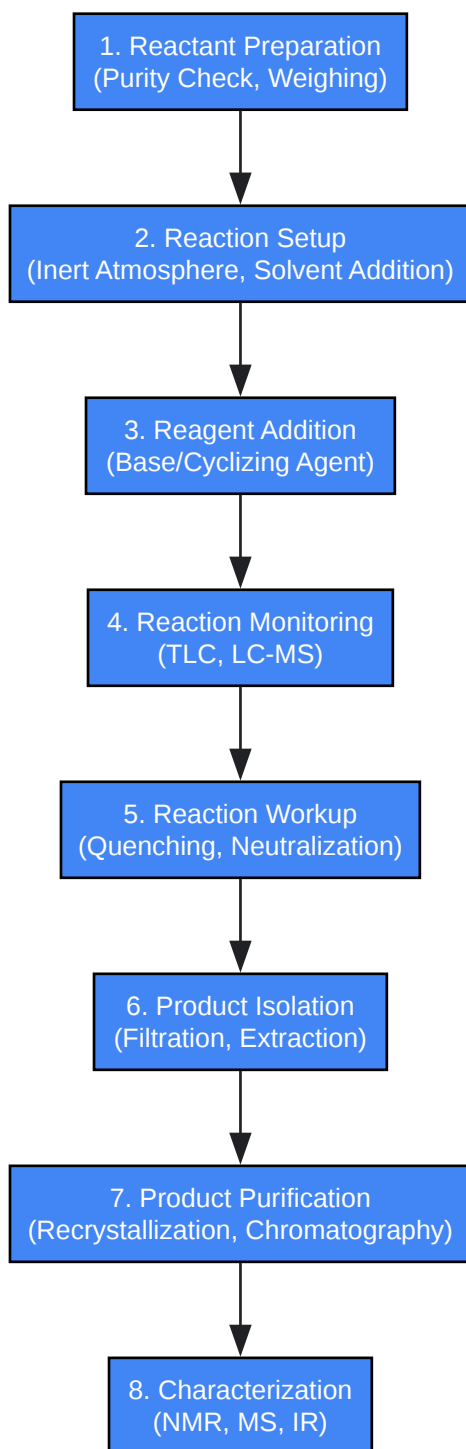 1. Reactant Preparation
(Purity Check, Weighing)
2. Reaction Setup
(Inert Atmosphere, Solvent Addition)
3. Reagent Addition
(Base/Cyclizing Agent)
4. Reaction Monitoring
(TLC, LC-MS)
5. Reaction Workup
(Quenching, Neutralization)
6. Product Isolation
(Filtration, Extraction)
7. Product Purification
(Recrystallization, Chromatography)
8. Characterization
(NMR, MS, IR)